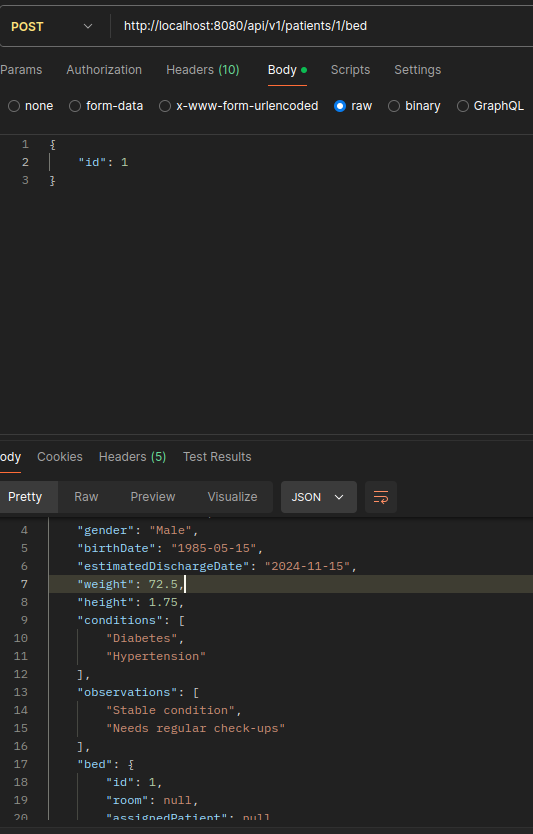 POST http://localhost:8080/api/v1/patients/1/bed
Params Authorization Headers (10) Body Scripts Settings
none form-data x-www-form-urlencoded raw binary GraphQL
1 {
2 "id": 1
3 }
ody Cookies Headers (5) Test Results
Pretty Raw Preview Visualize JSON
4 "gender": "Male",
5 "birthDate": "1985-05-15",
6 "estimatedDischargeDate": "2024-11-15",
7 "weight": 72.5,
8 "height": 1.75,
9 "conditions": [
10 "Diabetes",
11 "Hypertension"
12 ],
13 "observations": [
14 "Stable condition",
15 "Needs regular check-ups"
16 ],
17 "bed": {
18 "id": 1,
19 "room": null,
20 "assignedPatient": null